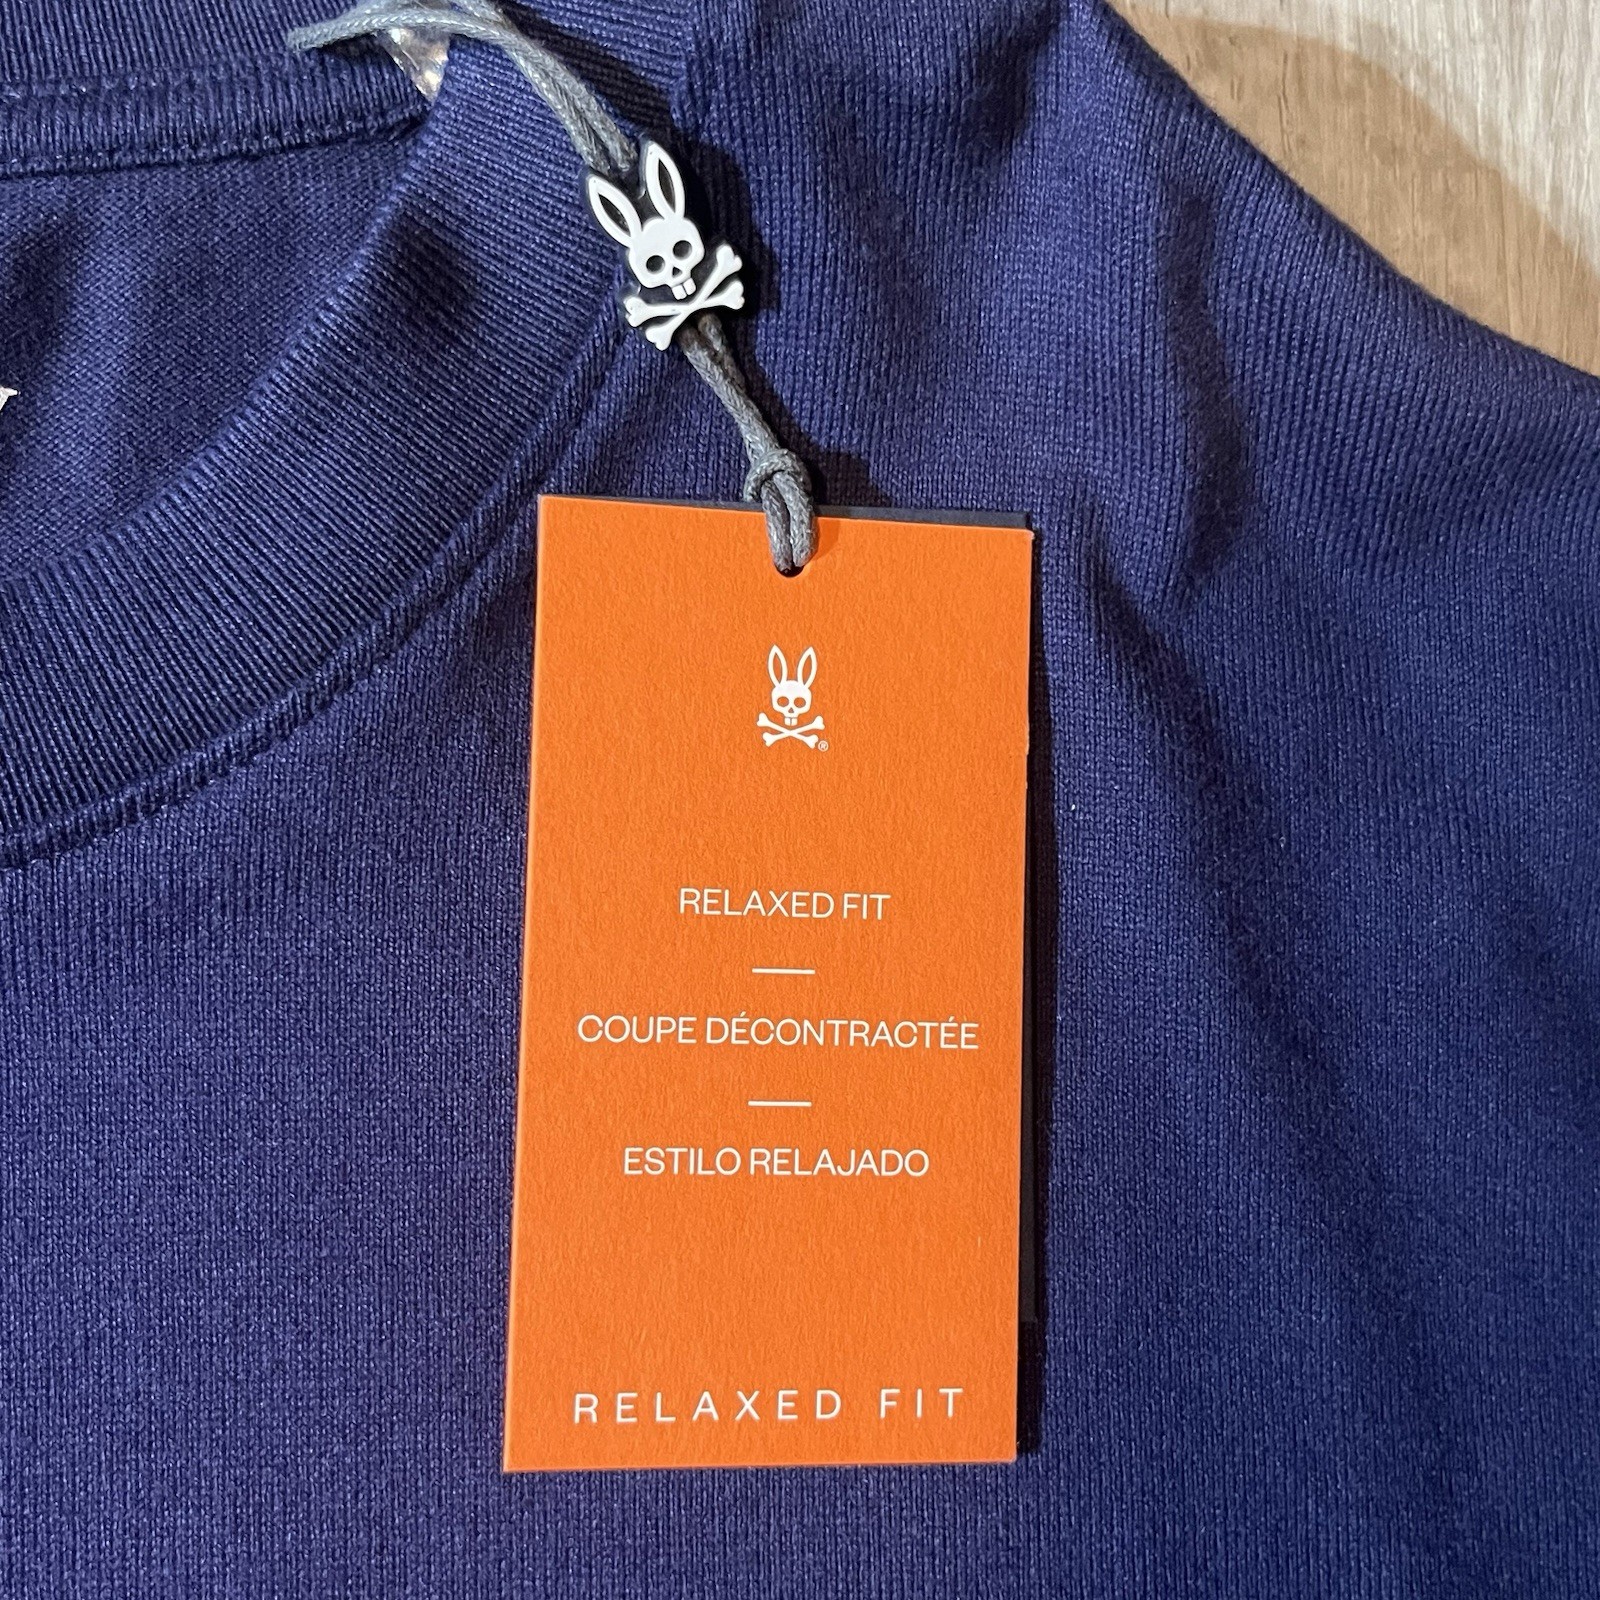 ®
RELAXED FIT
COUPE DÉCONTRACTÉE
ESTILO RELAJADO
RELAXED FIT